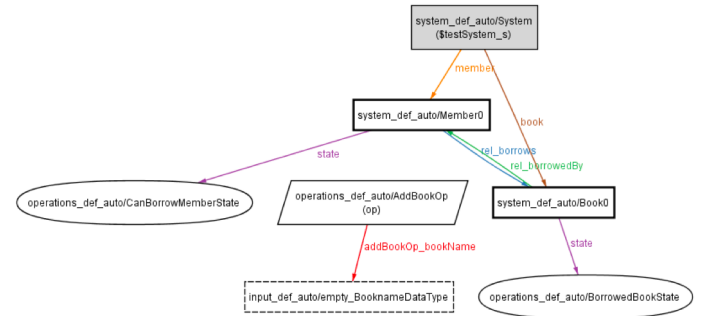 system_def_auto/System
($testSystem_s)
member
system_def_auto/Member0
book
rel_borrows
state
rel_borrowedBy
operations_def_auto/CanBorrowMemberState
operations_def_auto/AddBookOp
(op)
system_def_auto/Book0
addBookOp_bookName
state
input_def_auto/empty_BooknameDataType
operations_def_auto/BorrowedBookState